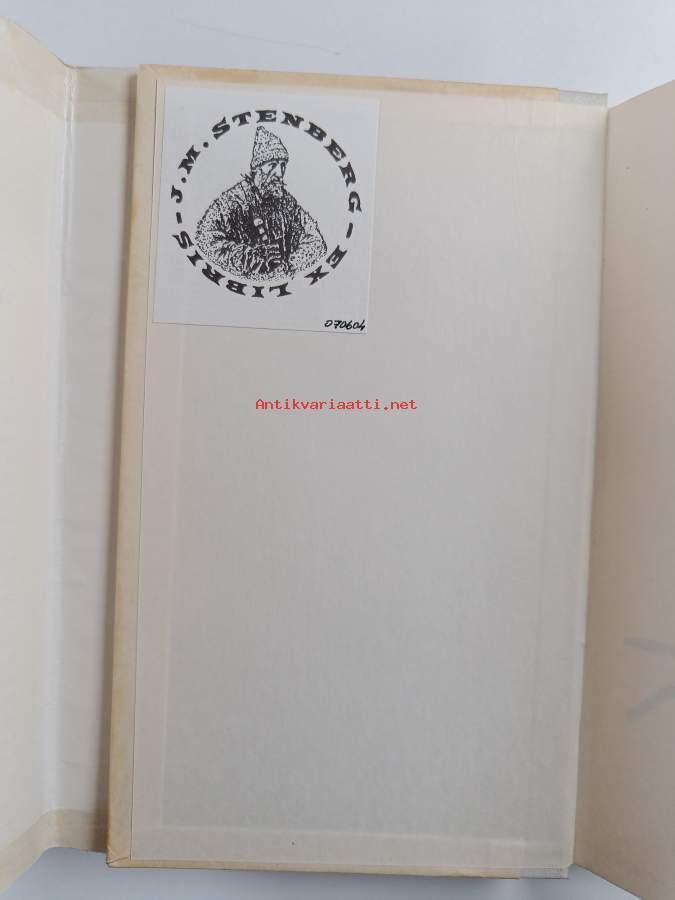 J.M. STENBERG – EX LIBRIS –
070604
Antikvariaatti.net